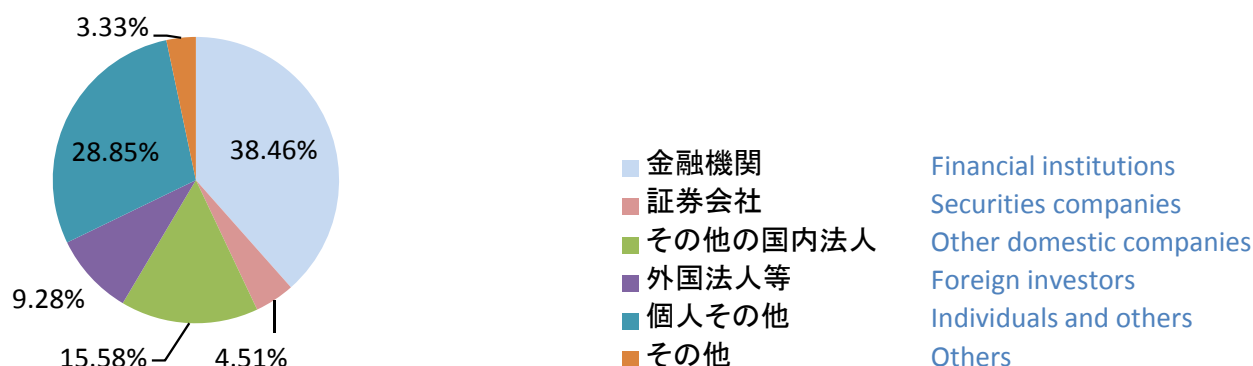 3.33%
28.85%
38.46%
9.28%
15.58%
4.51%
金融機関 Financial institutions
証券会社 Securities companies
その他の国内法人 Other domestic companies
外国法人等 Foreign investors
個人その他 Individuals and others
その他 Others